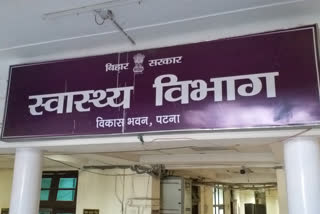 बिहार सरकार
स्वास्थ्य विभाग
विकास भवन, पटना